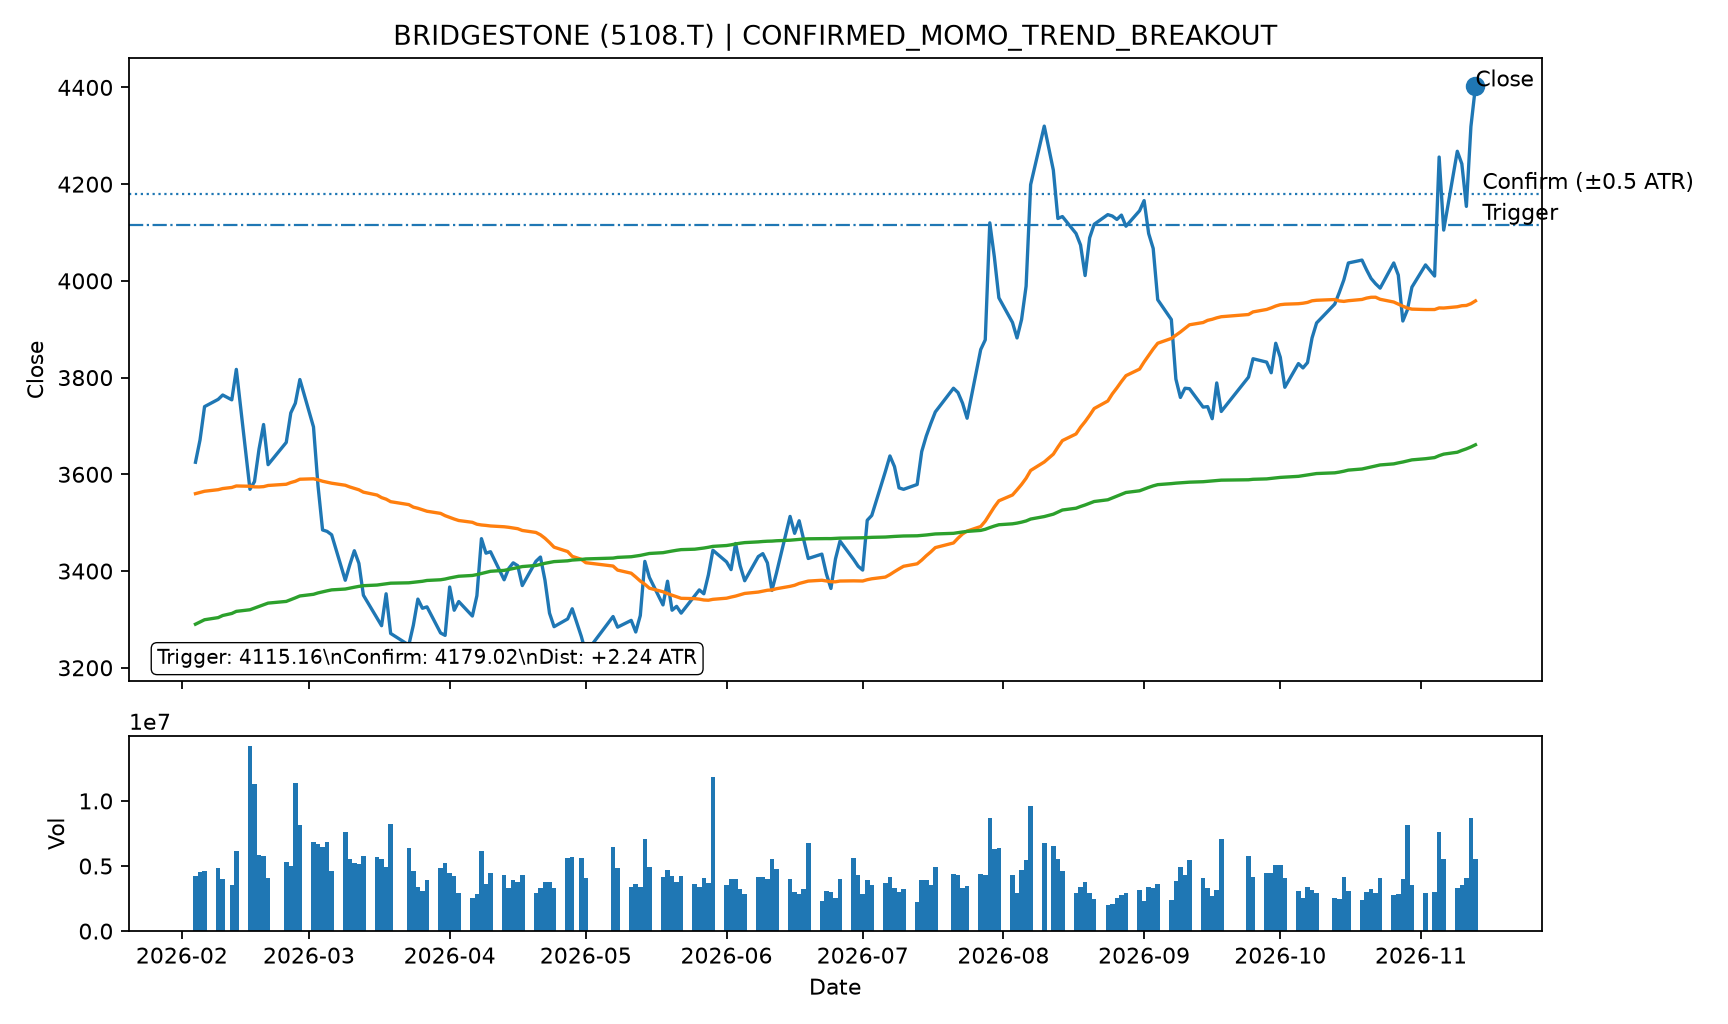 BRIDGESTONE (5108.T) | CONFIRMED_MOMO_TREND_BREAKOUT
4400
4200
4000
3800
3600
3400
3200
Close
Close
Confirm (±0.5 ATR)
Trigger
Trigger: 4115.16\nConfirm: 4179.02\nDist: +2.24 ATR
1e7
1.0
0.5
0.0
Vol
2026-02
2026-03
2026-04
2026-05
2026-06
2026-07
2026-08
2026-09
2026-10
2026-11
Date